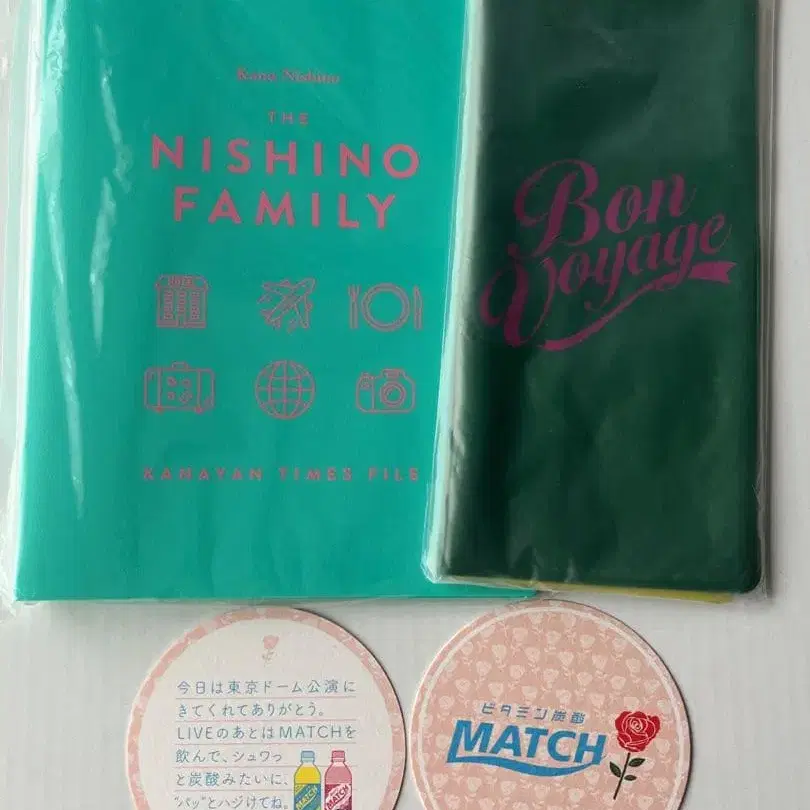 Kana Nishino
THE
NISHINO
FAMILY
HOTEL
KANAYAN TIMES FILE
Bon
Voyage
今日は東京ドーム公演に
きてくれてありがとう。
LIVEのあとはMATCHを
飲んで、シュワっ
と炭酸みたいに、
"パッ"とハジけてね。
MATCH
MATCH
ビタミン炭酸
MATCH